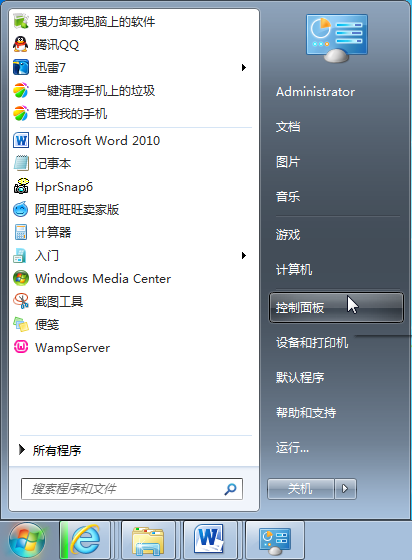 强力卸载电脑上的软件
腾讯QQ
迅雷7
一键清理手机上的垃圾
管理我的手机
Microsoft Word 2010
记事本
HprSnap6
阿里旺旺卖家版
计算器
入门
Windows Media Center
截图工具
便笺
WampServer
所有程序
搜索程序和文件
Administrator
文档
图片
音乐
游戏
计算机
控制面板
设备和打印机
默认程序
帮助和支持
运行...
关机